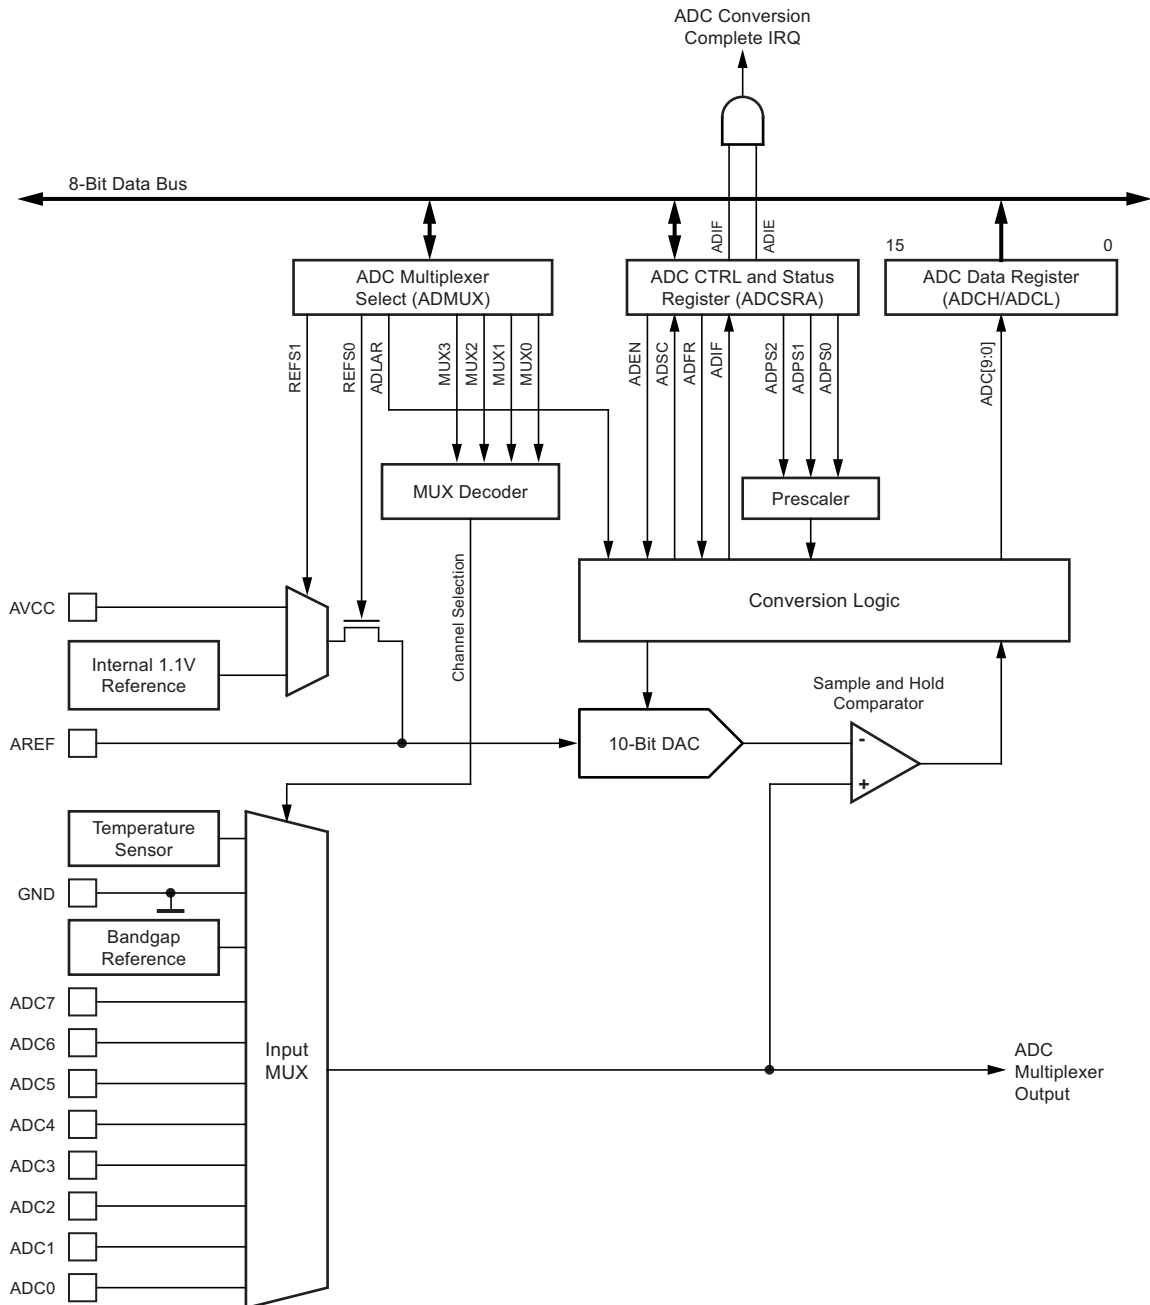 ADC Conversion
Complete IRQ
8-Bit Data Bus
ADIF
ADIE
15
0
ADC Multiplexer
Select (ADMUX)
ADC CTRL and Status
Register (ADCSRA)
ADC Data Register
(ADCH/ADCL)
REFS1
REFS0
ADLAR
MUX3
MUX2
MUX1
MUX0
ADEN
ADSC
ADFR
ADIF
ADPS2
ADPS1
ADPS0
ADC[9:0]
MUX Decoder
Prescaler
Channel Selection
Conversion Logic
AVCC
Internal 1.1V
Reference
Sample and Hold
Comparator
AREF
10-Bit DAC
-
+
Temperature
Sensor
GND
Bandgap
Reference
ADC7
ADC6
ADC5
ADC4
ADC3
ADC2
ADC1
ADC0
Input
MUX
ADC
Multiplexer
Output